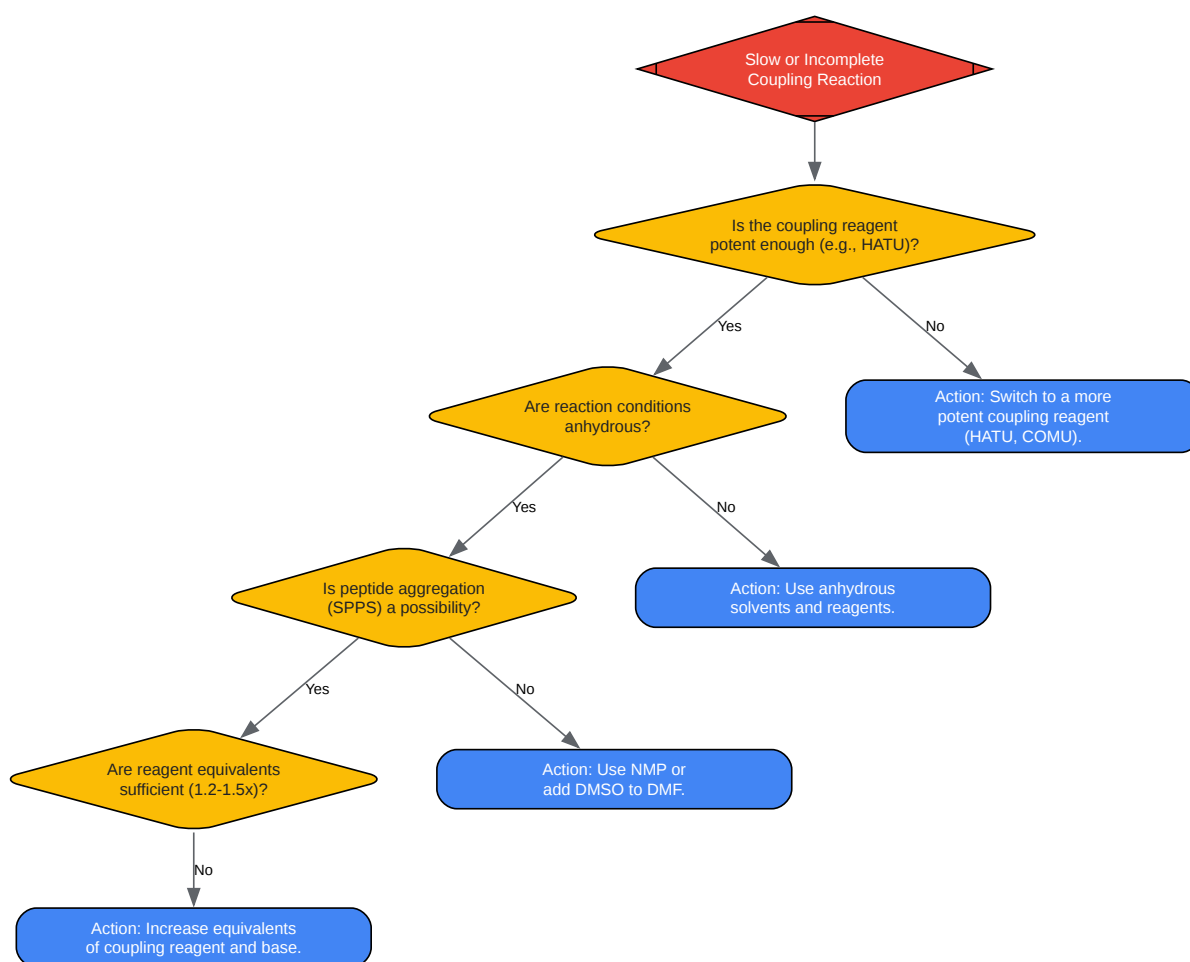 Slow or Incomplete
Coupling Reaction
Is the coupling reagent
potent enough (e.g., HATU)?
Yes
No
Are reaction conditions
anhydrous?
Action: Switch to a more
potent coupling reagent
(HATU, COMU).
Yes
No
Is peptide aggregation
(SPPS) a possibility?
Action: Use anhydrous
solvents and reagents.
Yes
No
Are reagent equivalents
sufficient (1.2-1.5x)?
Action: Use NMP or
add DMSO to DMF.
No
Action: Increase equivalents
of coupling reagent and base.